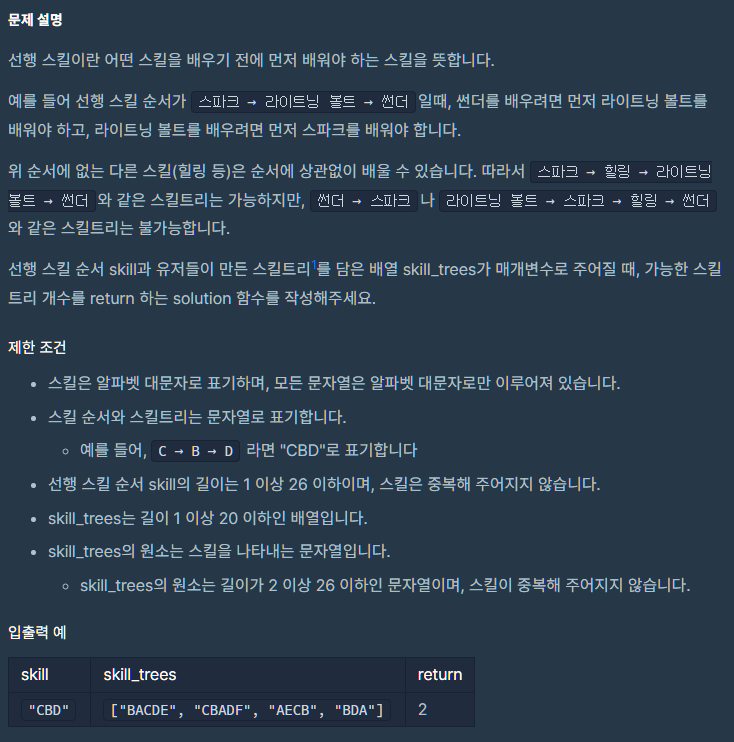 문제 설명
선행 스킬이란 어떤 스킬을 배우기 전에 먼저 배워야 하는 스킬을 뜻합니다.
예를 들어 선행 스킬 순서가 스파크 → 라이트닝 볼트 → 썬더 일때, 썬더를 배우려면 먼저 라이트닝 볼트를
배워야 하고, 라이트닝 볼트를 배우려면 먼저 스파크를 배워야 합니다.
위 순서에 없는 다른 스킬(힐링 등)은 순서에 상관없이 배울 수 있습니다. 따라서 스파크 → 힐링 → 라이트닝
볼트 → 썬더 와 같은 스킬트리는 가능하지만, 썬더 → 스파크 나 라이트닝 볼트 → 스파크 → 힐링 → 썬더
와 같은 스킬트리는 불가능합니다.
선행 스킬 순서 skill과 유저들이 만든 스킬트리1를 담은 배열 skill_trees가 매개변수로 주어질 때, 가능한 스킬
트리 개수를 return 하는 solution 함수를 작성해주세요.
제한 조건
• 스킬은 알파벳 대문자로 표기하며, 모든 문자열은 알파벳 대문자로만 이루어져 있습니다.
• 스킬 순서와 스킬트리는 문자열로 표기합니다.
◦ 예를 들어, C → B → D 라면 "CBD"로 표기합니다
• 선행 스킬 순서 skill의 길이는 1 이상 26 이하이며, 스킬은 중복해 주어지지 않습니다.
• skill_trees는 길이 1 이상 20 이하인 배열입니다.
• skill_trees의 원소는 스킬을 나타내는 문자열입니다.
◦ skill_trees의 원소는 길이가 2 이상 26 이하인 문자열이며, 스킬이 중복해 주어지지 않습니다.
입출력 예
skill skill_trees return
"CBD" ["BACDE", "CBADF", "AECB", "BDA"] 2